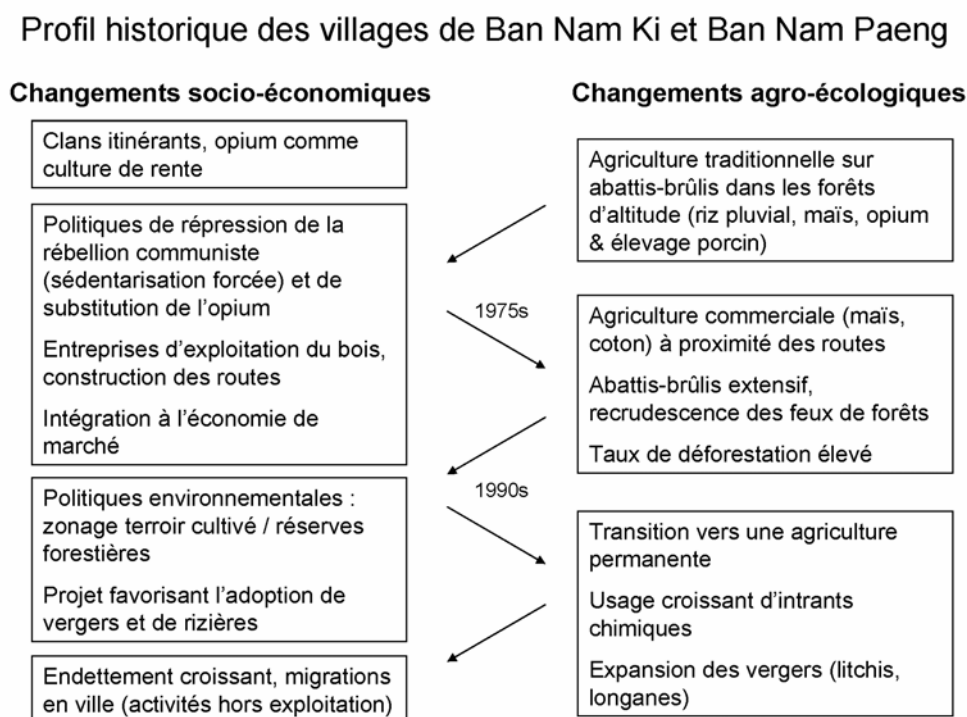 Profil historique des villages de Ban Nam Ki et Ban Nam Paeng
Changements socio-économiques
Clans itinérants, opium comme
culture de rente
Politiques de répression de la
rébellion communiste
(sédentarisation forcée) et de
substitution de l'opium
Entreprises d'exploitation du bois,
construction des routes
Intégration à l'économie de
marché
Politiques environnementales :
zonage terroir cultivé / réserves
forestières
Projet favorisant l'adoption de
vergers et de rizières
Endettement croissant, migrations
en ville (activités hors exploitation)
1975s
1990s
Changements agro-écologiques
Agriculture traditionnelle sur
abattis-brûlis dans les forêts
d'altitude (riz pluvial, maïs, opium
& élevage porcin)
Agriculture commerciale (maïs,
coton) à proximité des routes
Abattis-brûlis extensif,
recrudescence des feux de forêts
Taux de déforestation élevé
Transition vers une agriculture
permanente
Usage croissant d'intrants
chimiques
Expansion des vergers (litchis,
longanes)